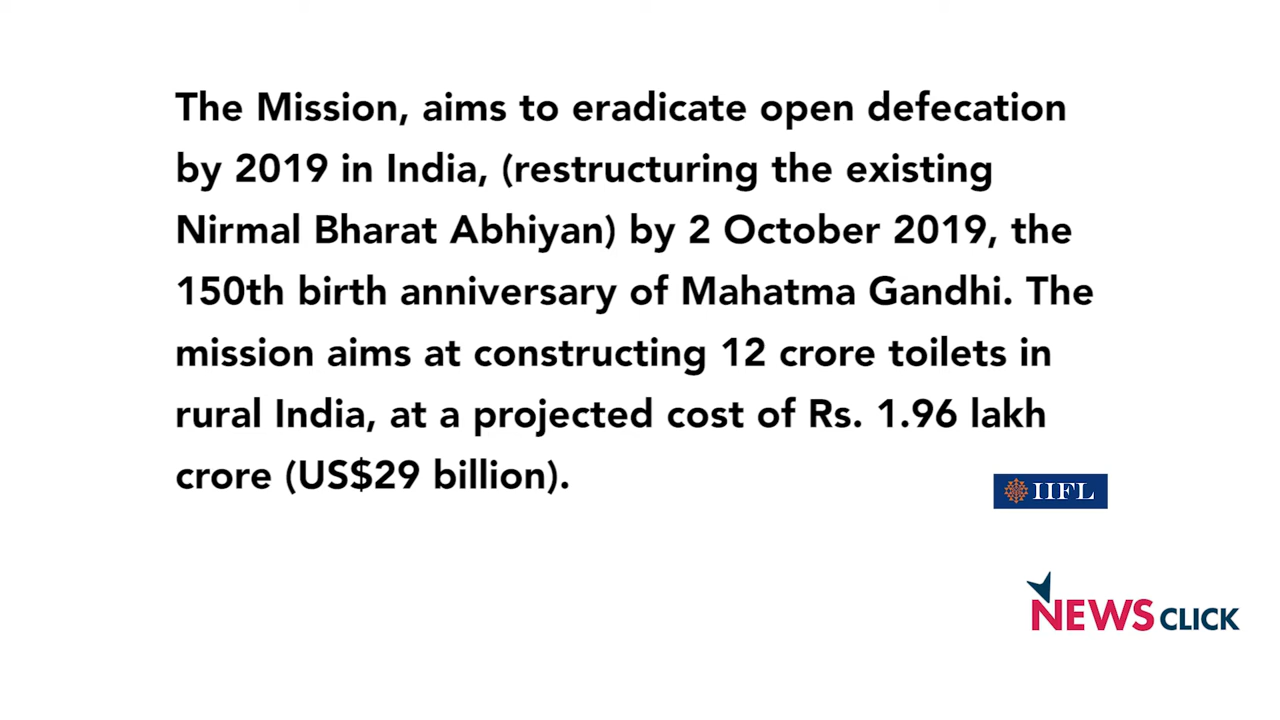 The Mission, aims to eradicate open defecation
by 2019 in India, (restructuring the existing
Nirmal Bharat Abhiyan) by 2 October 2019, the
150th birth anniversary of Mahatma Gandhi. The
mission aims at constructing 12 crore toilets in
rural India, at a projected cost of Rs. 1.96 lakh
crore (US$29 billion).
IIFL
NEWSCLICK